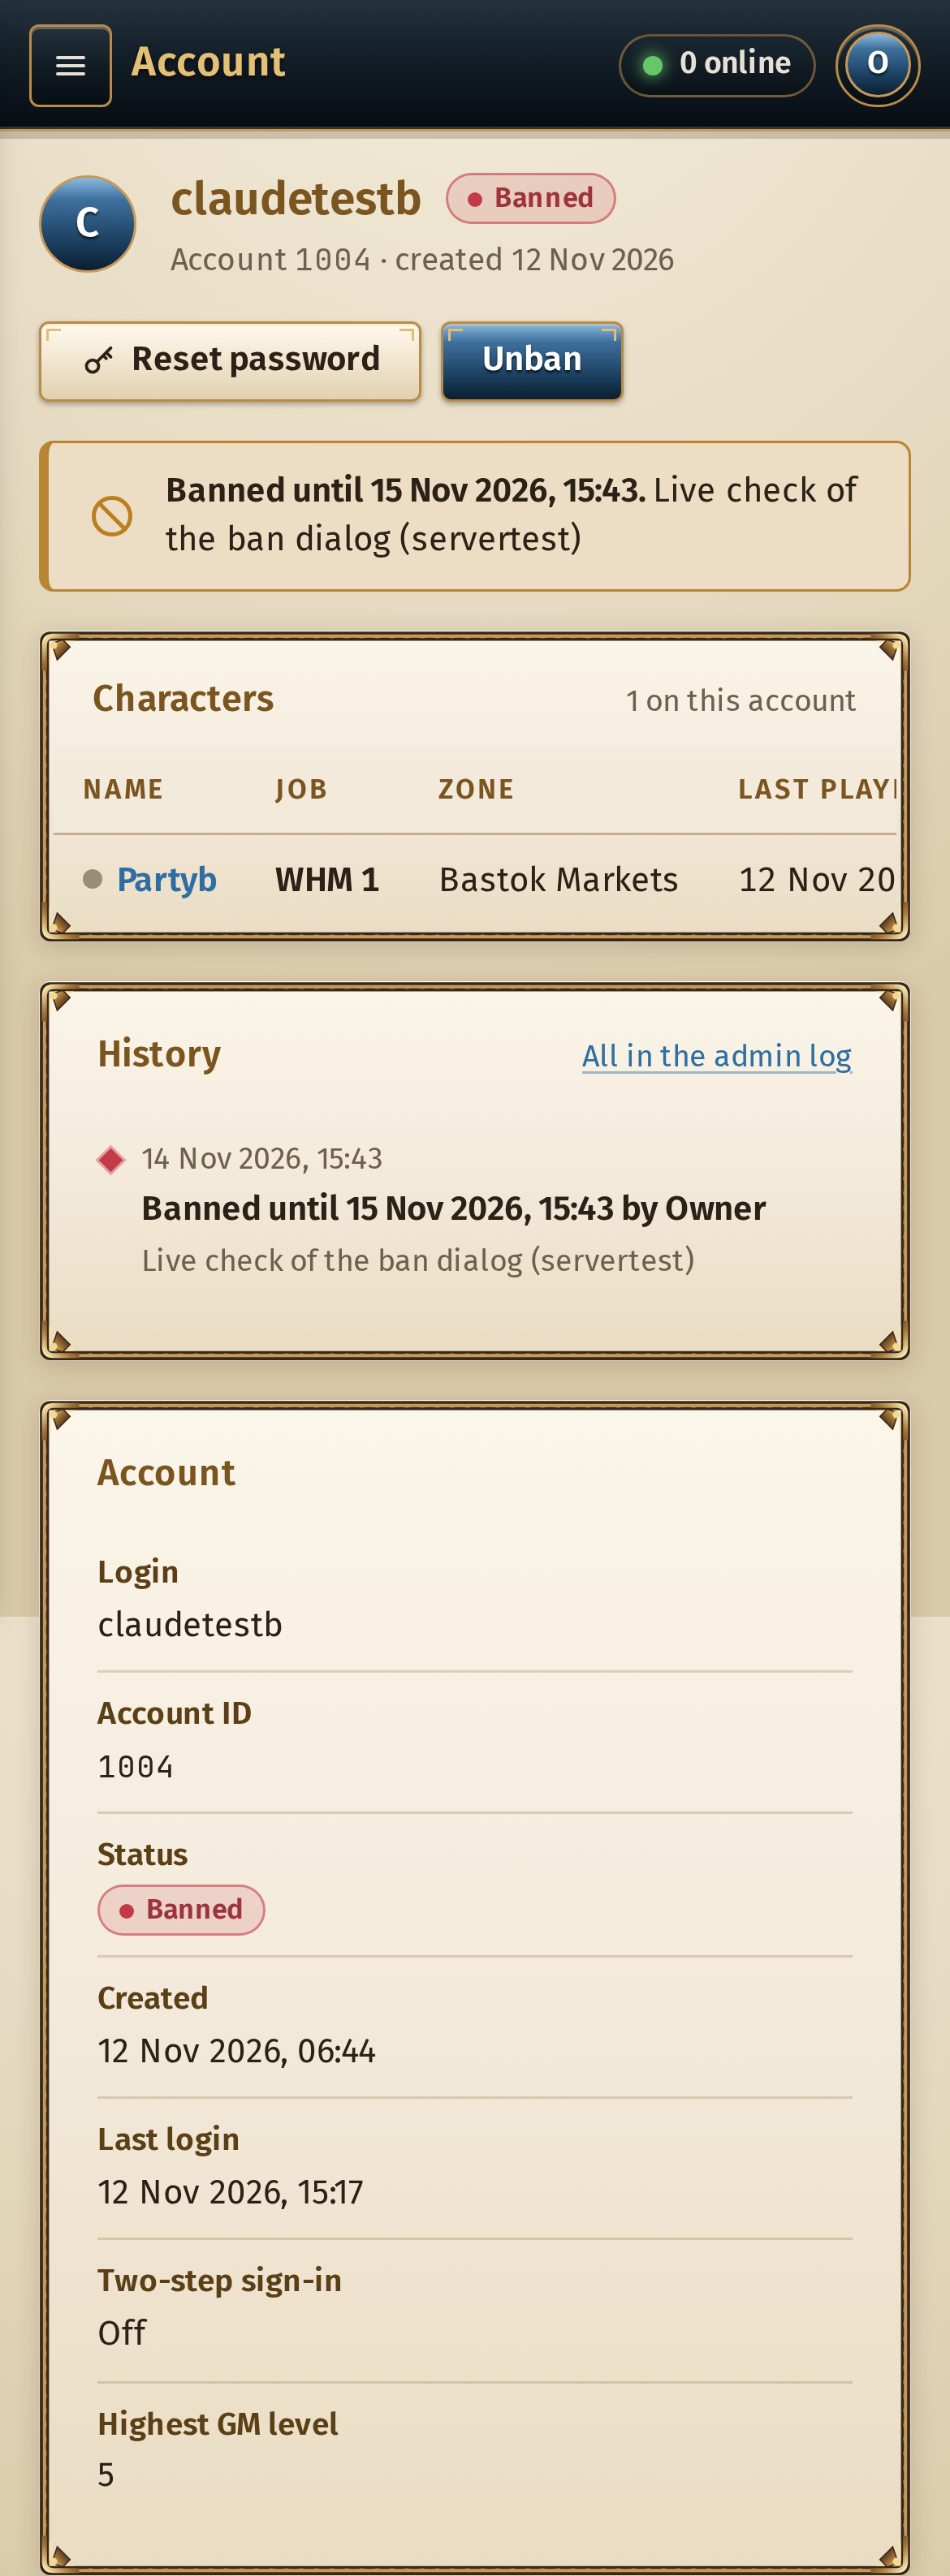 Account
0 online
O
C
claudetestb
Banned
Account 1004 · created 12 Nov 2026
Reset password
Unban
Banned until 15 Nov 2026, 15:43. Live check of
the ban dialog (servertest)
Characters
1 on this account
NAME JOB ZONE LAST
Partyb WHM 1 Bastok Markets 12 Nov
History
All in the admin log
14 Nov 2026, 15:43
Banned until 15 Nov 2026, 15:43 by Owner
Live check of the ban dialog (servertest)
Account
Login
claudetestb
Account ID
1004
Status
Banned
Created
12 Nov 2026, 06:44
Last login
12 Nov 2026, 15:17
Two-step sign-in
Off
Highest GM level
5